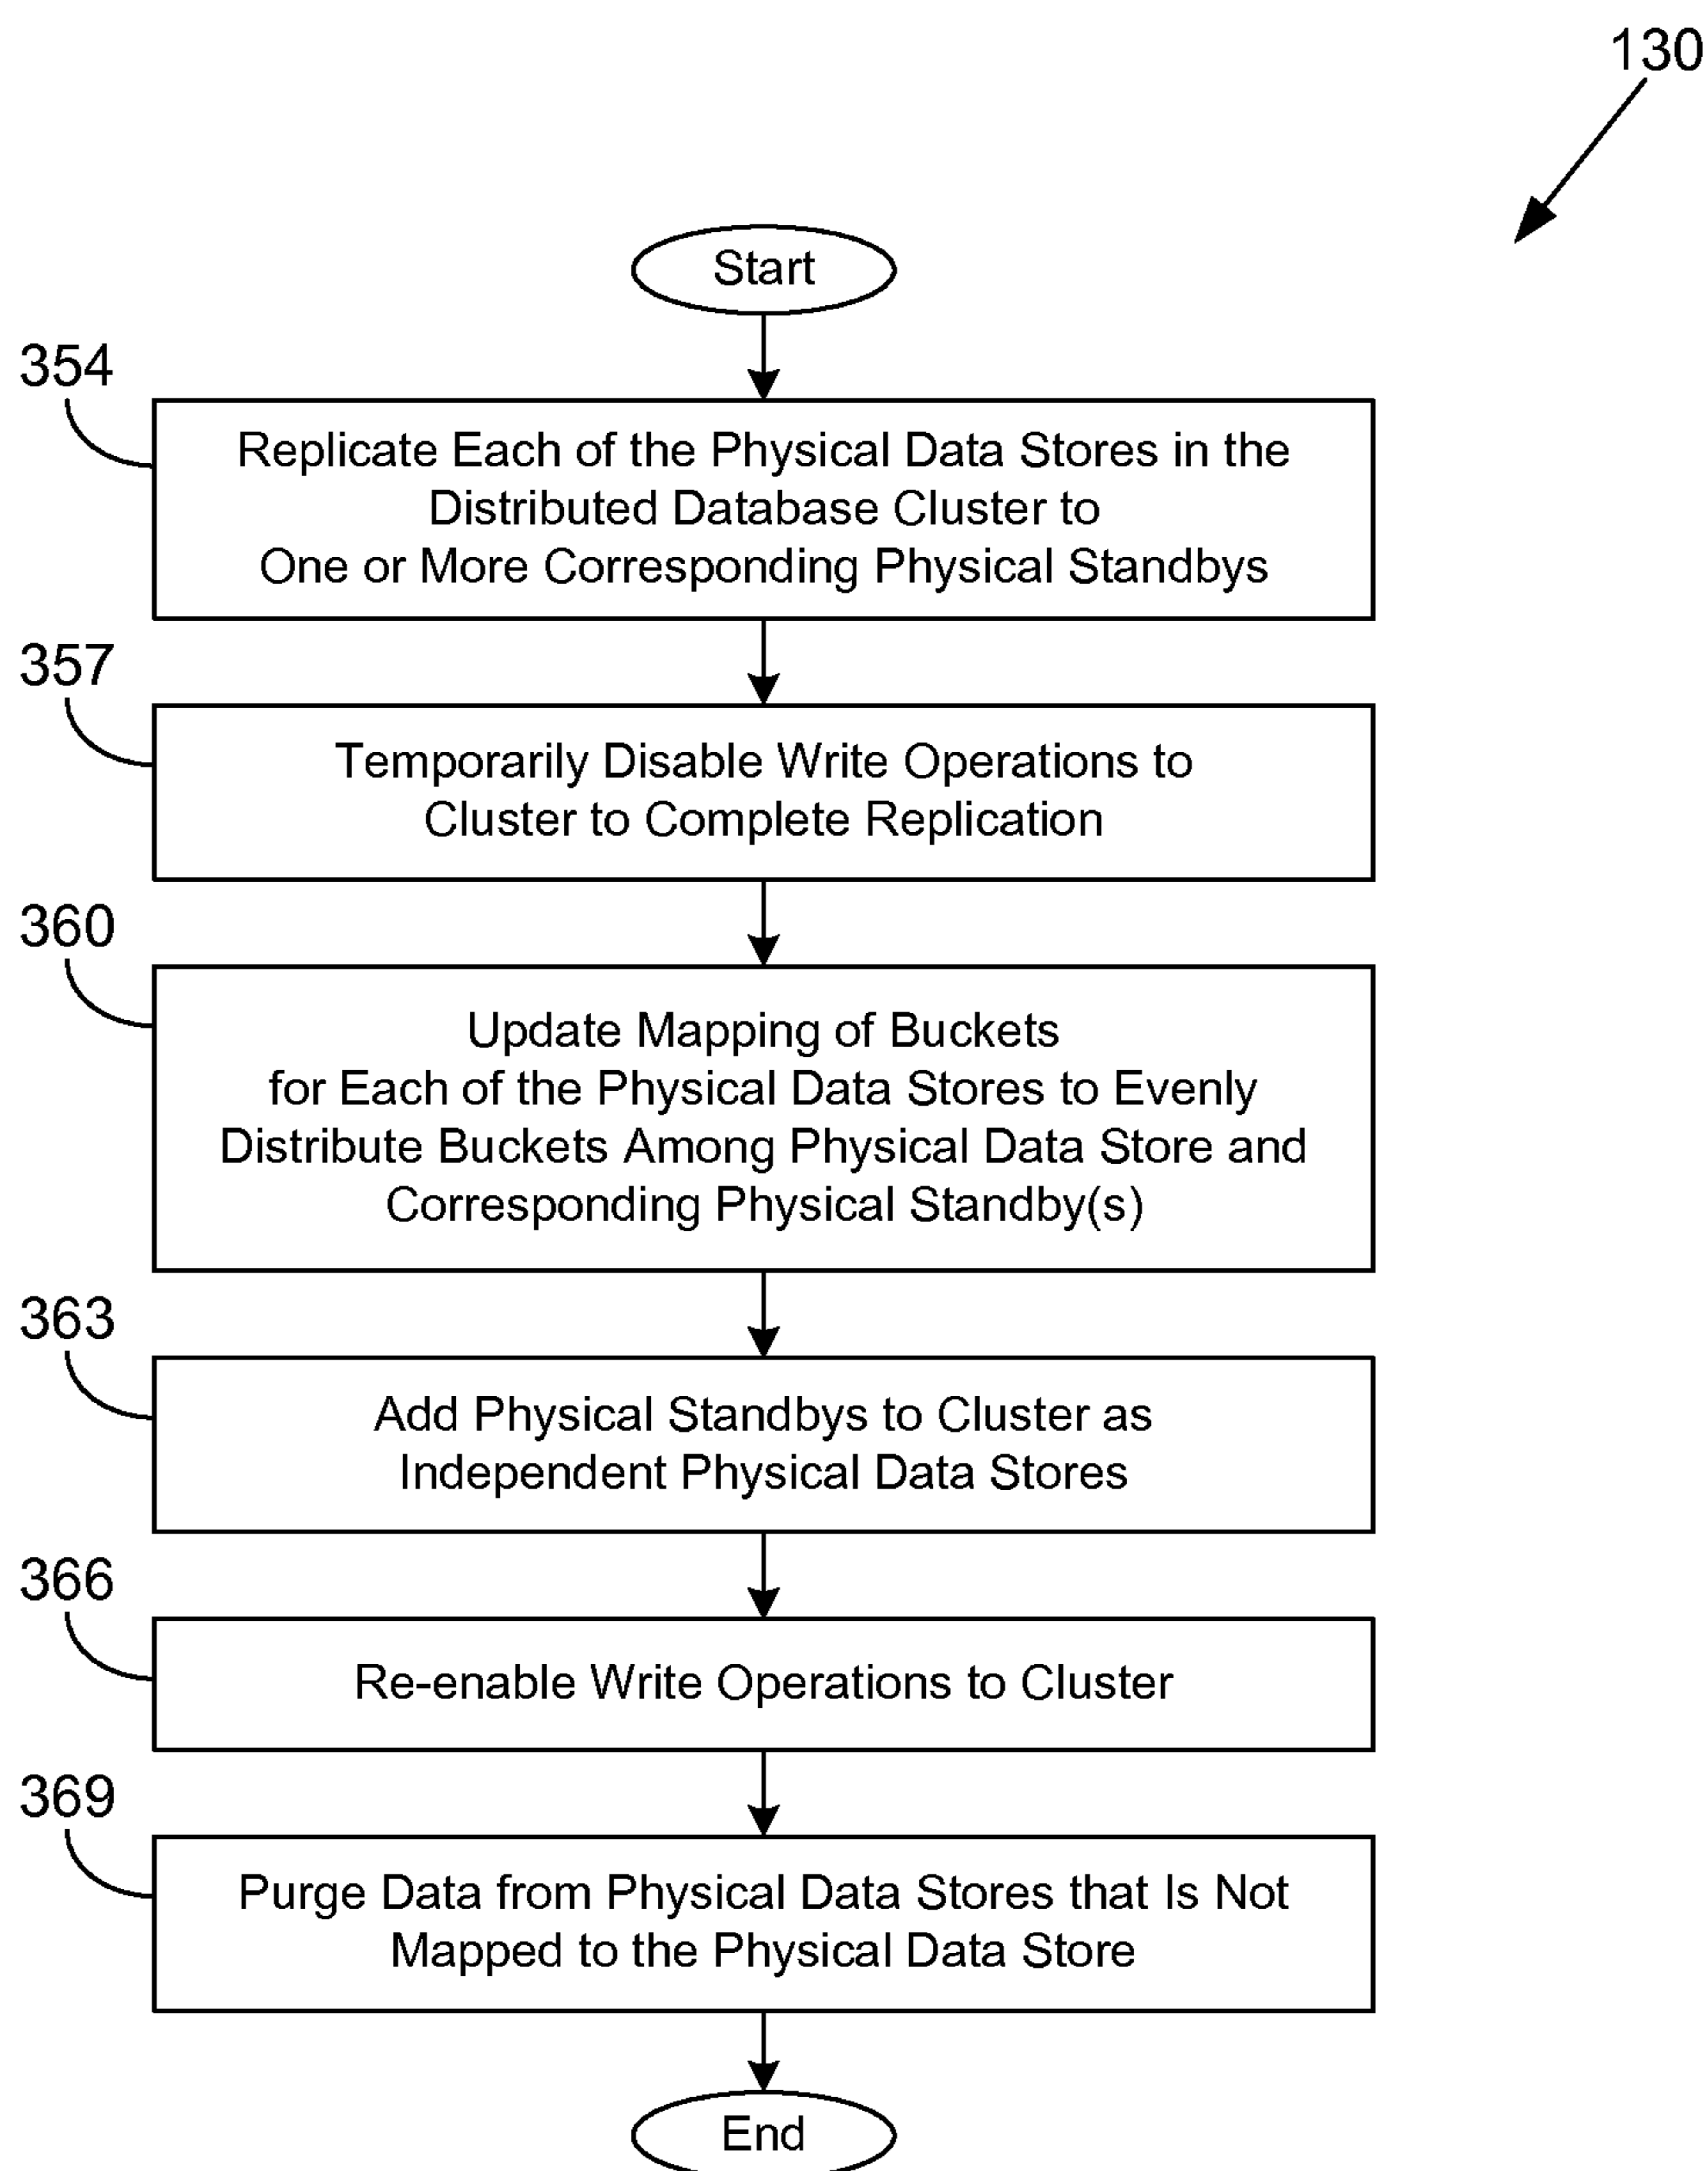 130
Start
354
Replicate Each of the Physical Data Stores in the
Distributed Database Cluster to
One or More Corresponding Physical Standbys
357
Temporarily Disable Write Operations to
Cluster to Complete Replication
360
Update Mapping of Buckets
for Each of the Physical Data Stores to Evenly
Distribute Buckets Among Physical Data Store and
Corresponding Physical Standby(s)
363
Add Physical Standbys to Cluster as
Independent Physical Data Stores
366
Re-enable Write Operations to Cluster
369
Purge Data from Physical Data Stores that Is Not
Mapped to the Physical Data Store
End